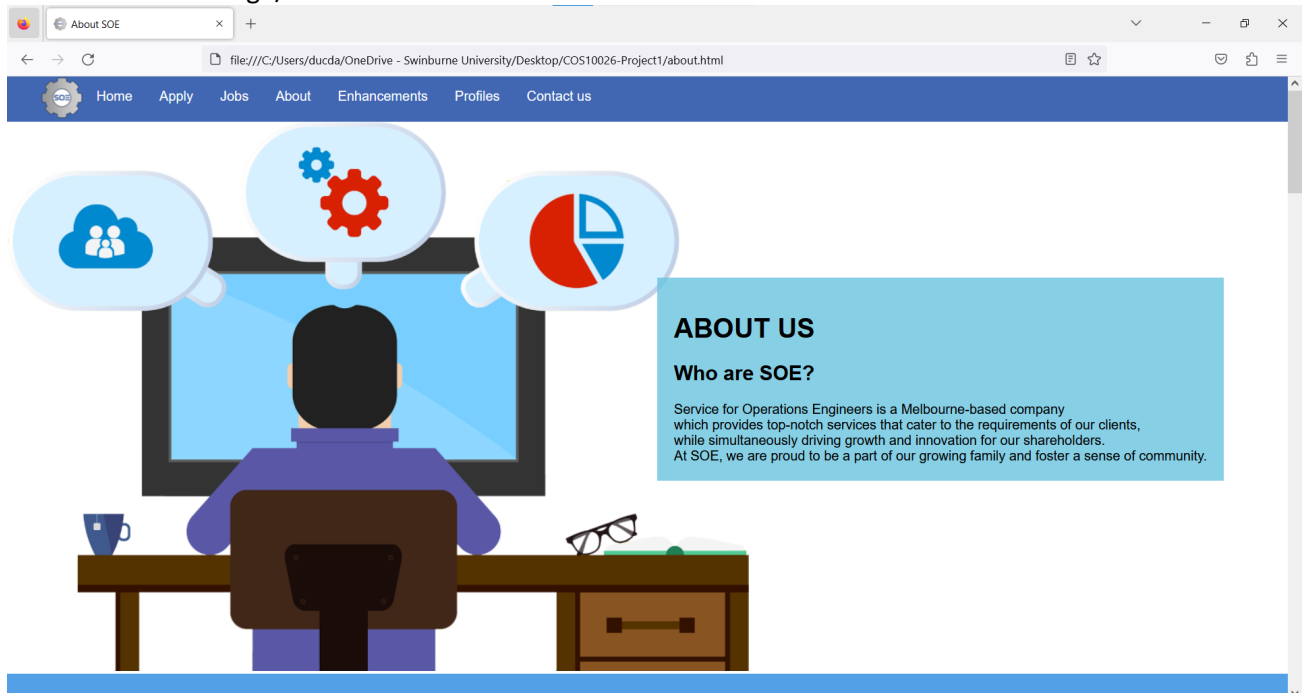 About SOE
file:///C:/Users/ducda/OneDrive - Swinburne University/Desktop/COS10026-Project1/about.html
SOE Home Apply Jobs About Enhancements Profiles Contact us
ABOUT US
Who are SOE?
Service for Operations Engineers is a Melbourne-based company
which provides top-notch services that cater to the requirements of our clients,
while simultaneously driving growth and innovation for our shareholders.
At SOE, we are proud to be a part of our growing family and foster a sense of community.